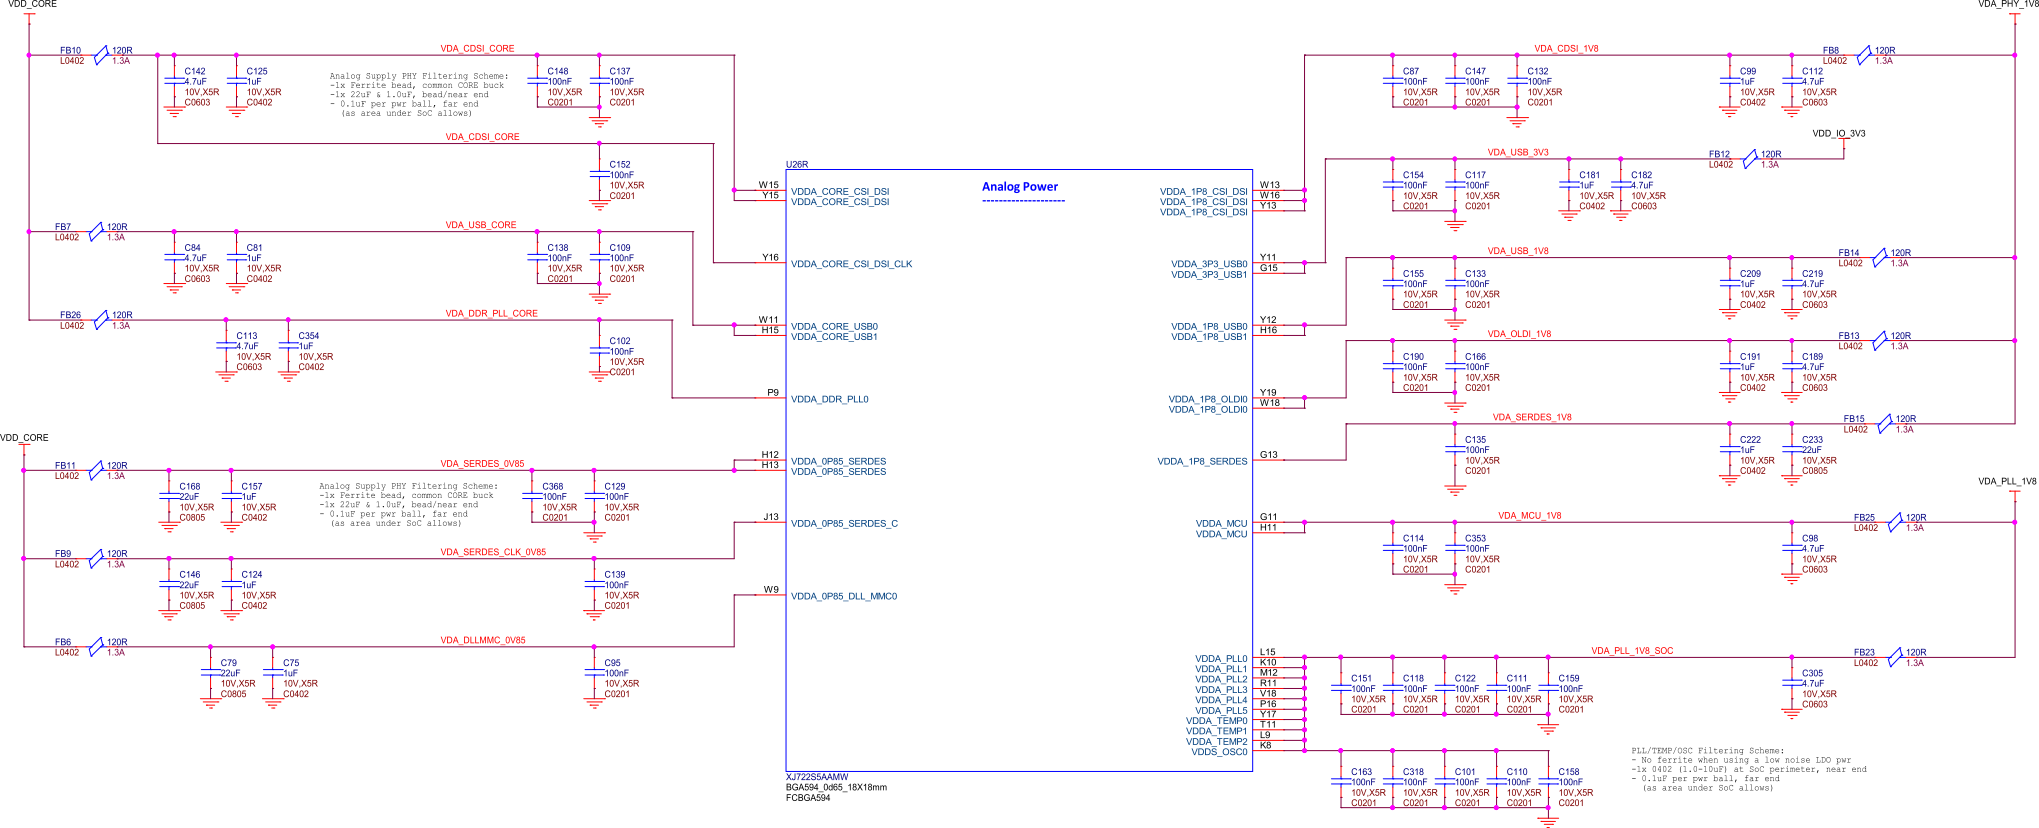 VDD_CORE
FB10
120R
L0402
1.3A
VDA_CDSI_CORE
C142
4.7uF
10V,X5R
C0603
C125
1uF
10V,X5R
C0402
Analog Supply PHY Filtering Scheme:
-1x Ferrite bead, common CORE buck
-1x 22uF & 1.0uF, bead/near end
- 0.1uF per pwr ball, far end
(as area under SoC allows)
C148
100nF
10V,X5R
C0201
C137
100nF
10V,X5R
C0201
VDA_CDSI_CORE
C152
100nF
10V,X5R
C0201
FB7
120R
L0402
1.3A
VDA_USB_CORE
C84
4.7uF
10V,X5R
C0603
C81
1uF
10V,X5R
C0402
C138
100nF
10V,X5R
C0201
C109
100nF
10V,X5R
C0201
FB26
120R
L0402
1.3A
VDA_DDR_PLL_CORE
C113
4.7uF
10V,X5R
C0603
C354
1uF
10V,X5R
C0402
C102
100nF
10V,X5R
C0201
VDD_CORE
FB11
120R
L0402
1.3A
VDA_SERDES_0V85
C168
22uF
10V,X5R
C0805
C157
1uF
10V,X5R
C0402
Analog Supply PHY Filtering Scheme:
-1x Ferrite bead, common CORE buck
-1x 22uF & 1.0uF, bead/near end
- 0.1uF per pwr ball, far end
(as area under SoC allows)
C368
100nF
10V,X5R
C0201
C129
100nF
10V,X5R
C0201
FB9
120R
L0402
1.3A
VDA_SERDES_CLK_0V85
C146
22uF
10V,X5R
C0805
C124
1uF
10V,X5R
C0402
C139
100nF
10V,X5R
C0201
FB6
120R
L0402
1.3A
VDA_DLLMMC_0V85
C79
22uF
10V,X5R
C0805
C75
1uF
10V,X5R
C0402
C95
100nF
10V,X5R
C0201
U26R
Analog Power
--------------------
W15 VDDA_CORE_CSI_DSI
Y15 VDDA_CORE_CSI_DSI
Y16 VDDA_CORE_CSI_DSI_CLK
W11 VDDA_CORE_USB0
H15 VDDA_CORE_USB1
P9 VDDA_DDR_PLL0
H12 VDDA_0P85_SERDES
H13 VDDA_0P85_SERDES
J13 VDDA_0P85_SERDES_C
W9 VDDA_0P85_DLL_MMC0
VDDA_1P8_CSI_DSI W13
VDDA_1P8_CSI_DSI W16
VDDA_1P8_CSI_DSI Y13
VDDA_3P3_USB0 Y11
VDDA_3P3_USB1 G15
VDDA_1P8_USB0 Y12
VDDA_1P8_USB1 H16
VDDA_1P8_OLDI0 Y19
VDDA_1P8_OLDI0 W18
VDDA_1P8_SERDES G13
VDDA_MCU G11
VDDA_MCU H11
VDDA_PLL0 L15
VDDA_PLL1 K10
VDDA_PLL2 M12
VDDA_PLL3 R11
VDDA_PLL4 V18
VDDA_PLL5 P16
VDDA_TEMP0 Y17
VDDA_TEMP1 T11
VDDA_TEMP2 L9
VDDS_OSC0 K8
XJ722S5AAMW
BGA594_0d65_18X18mm
FCBGA594
VDA_PHY_1V8
VDA_CDSI_1V8
FB8
120R
L0402
1.3A
C87
100nF
10V,X5R
C0201
C147
100nF
10V,X5R
C0201
C132
100nF
10V,X5R
C0201
C99
1uF
10V,X5R
C0402
C112
4.7uF
10V,X5R
C0603
VDD_IO_3V3
VDA_USB_3V3
FB12
120R
L0402
1.3A
C154
100nF
10V,X5R
C0201
C117
100nF
10V,X5R
C0201
C181
1uF
10V,X5R
C0402
C182
4.7uF
10V,X5R
C0603
VDA_USB_1V8
FB14
120R
L0402
1.3A
C155
100nF
10V,X5R
C0201
C133
100nF
10V,X5R
C0201
C209
1uF
10V,X5R
C0402
C219
4.7uF
10V,X5R
C0603
VDA_OLDI_1V8
FB13
120R
L0402
1.3A
C190
100nF
10V,X5R
C0201
C166
100nF
10V,X5R
C0201
C191
1uF
10V,X5R
C0402
C189
4.7uF
10V,X5R
C0603
VDA_SERDES_1V8
FB15
120R
L0402
1.3A
C135
100nF
10V,X5R
C0201
C222
1uF
10V,X5R
C0402
C233
22uF
10V,X5R
C0805
VDA_PLL_1V8
VDA_MCU_1V8
FB25
120R
L0402
1.3A
C114
100nF
10V,X5R
C0201
C353
100nF
10V,X5R
C0201
C98
4.7uF
10V,X5R
C0603
VDA_PLL_1V8_SOC
FB23
120R
L0402
1.3A
C151
100nF
10V,X5R
C0201
C118
100nF
10V,X5R
C0201
C122
100nF
10V,X5R
C0201
C111
100nF
10V,X5R
C0201
C159
100nF
10V,X5R
C0201
C305
4.7uF
10V,X5R
C0603
C163
100nF
10V,X5R
C0201
C318
100nF
10V,X5R
C0201
C101
100nF
10V,X5R
C0201
C110
100nF
10V,X5R
C0201
C158
100nF
10V,X5R
C0201
PLL/TEMP/OSC Filtering Scheme:
- No ferrite when using a low noise LDO pwr
-1x 0402 (1.0-10uF) at SoC perimeter, near end
- 0.1uF per pwr ball, far end
(as area under SoC allows)